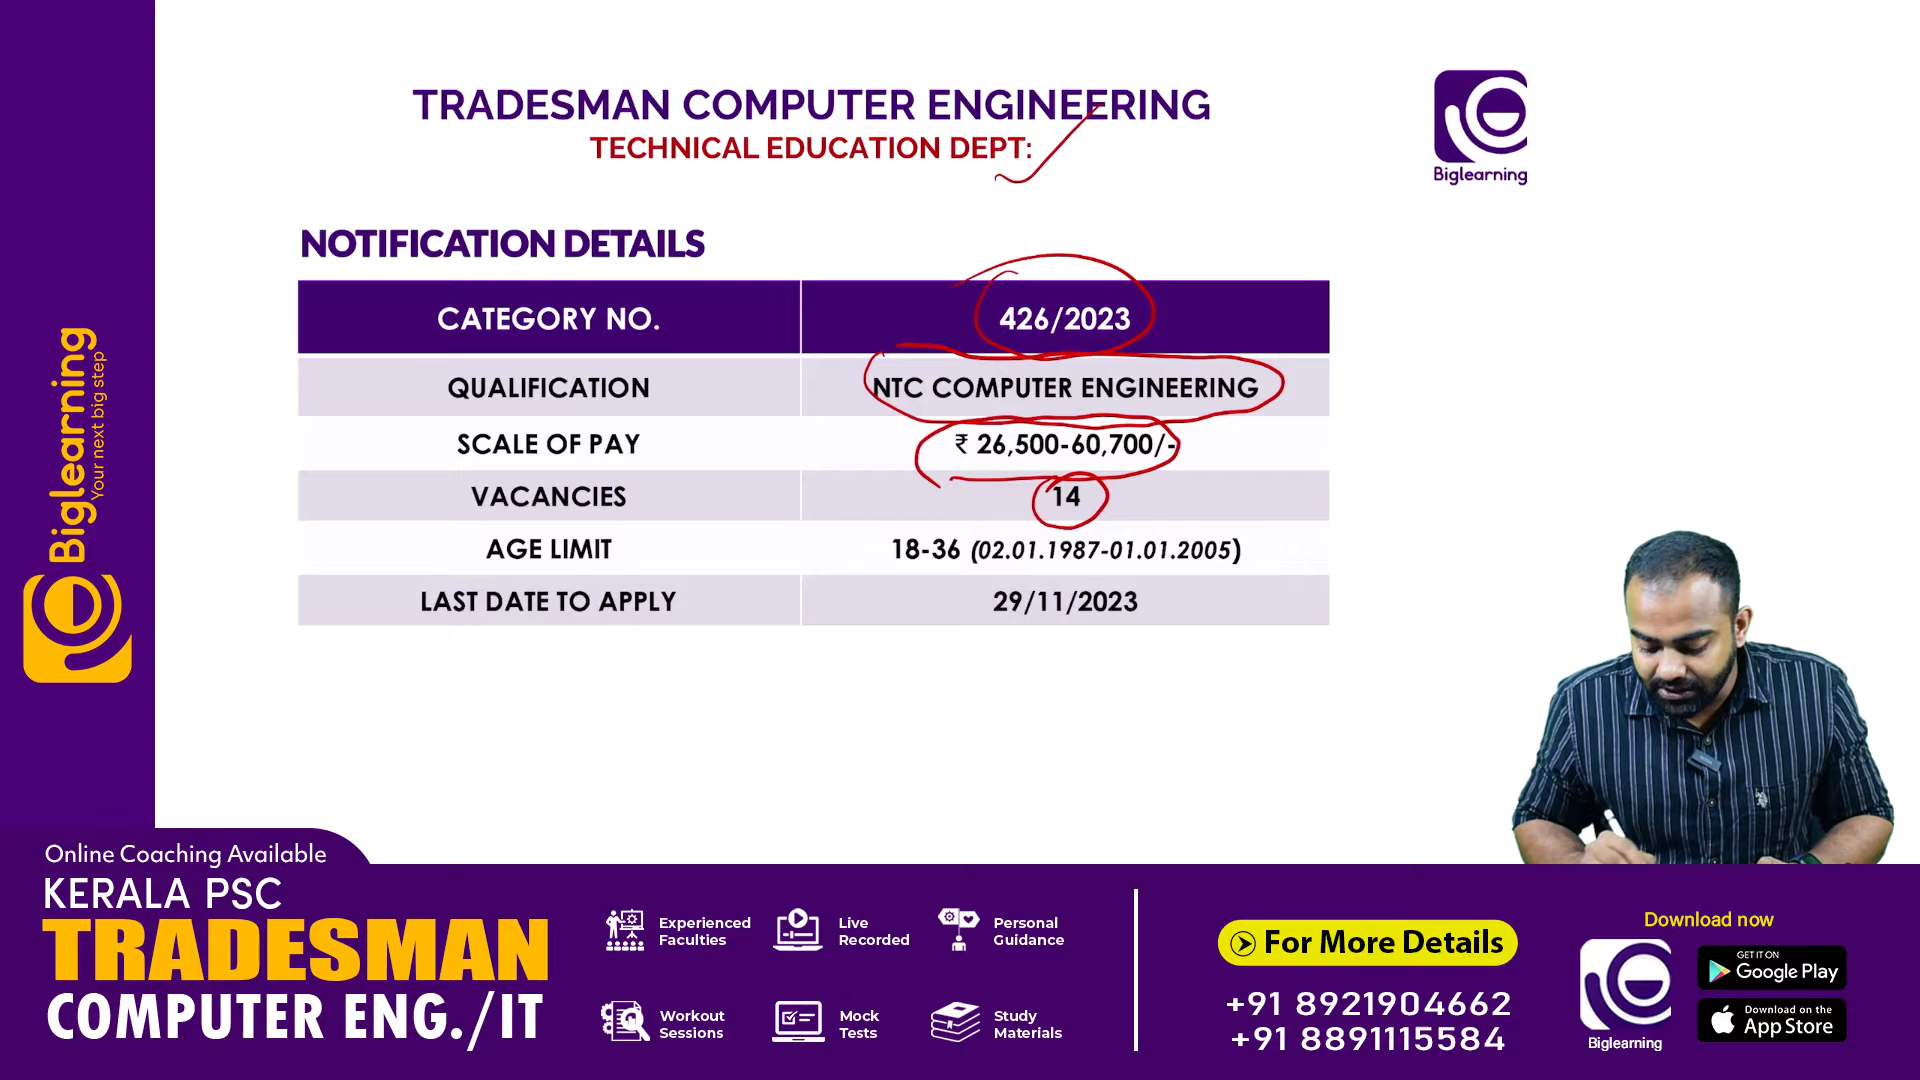 TRADESMAN COMPUTER ENGINEERING
TECHNICAL EDUCATION DEPT:
Biglearning
NOTIFICATION DETAILS
CATEGORY NO. 426/2023
QUALIFICATION NTC COMPUTER ENGINEERING
SCALE OF PAY ₹ 26,500-60,700/-
VACANCIES 14
AGE LIMIT 18-36 (02.01.1987-01.01.2005)
LAST DATE TO APPLY 29/11/2023
Biglearning
Your next big step
Online Coaching Available
KERALA PSC
TRADESMAN
COMPUTER ENG./IT
Experienced
Faculties
Live
Recorded
Personal
Guidance
Workout
Sessions
Mock
Tests
Study
Materials
For More Details
+91 8921904662
+91 8891115584
Download now
Biglearning
GET IT ON
Google Play
Download on the
App Store